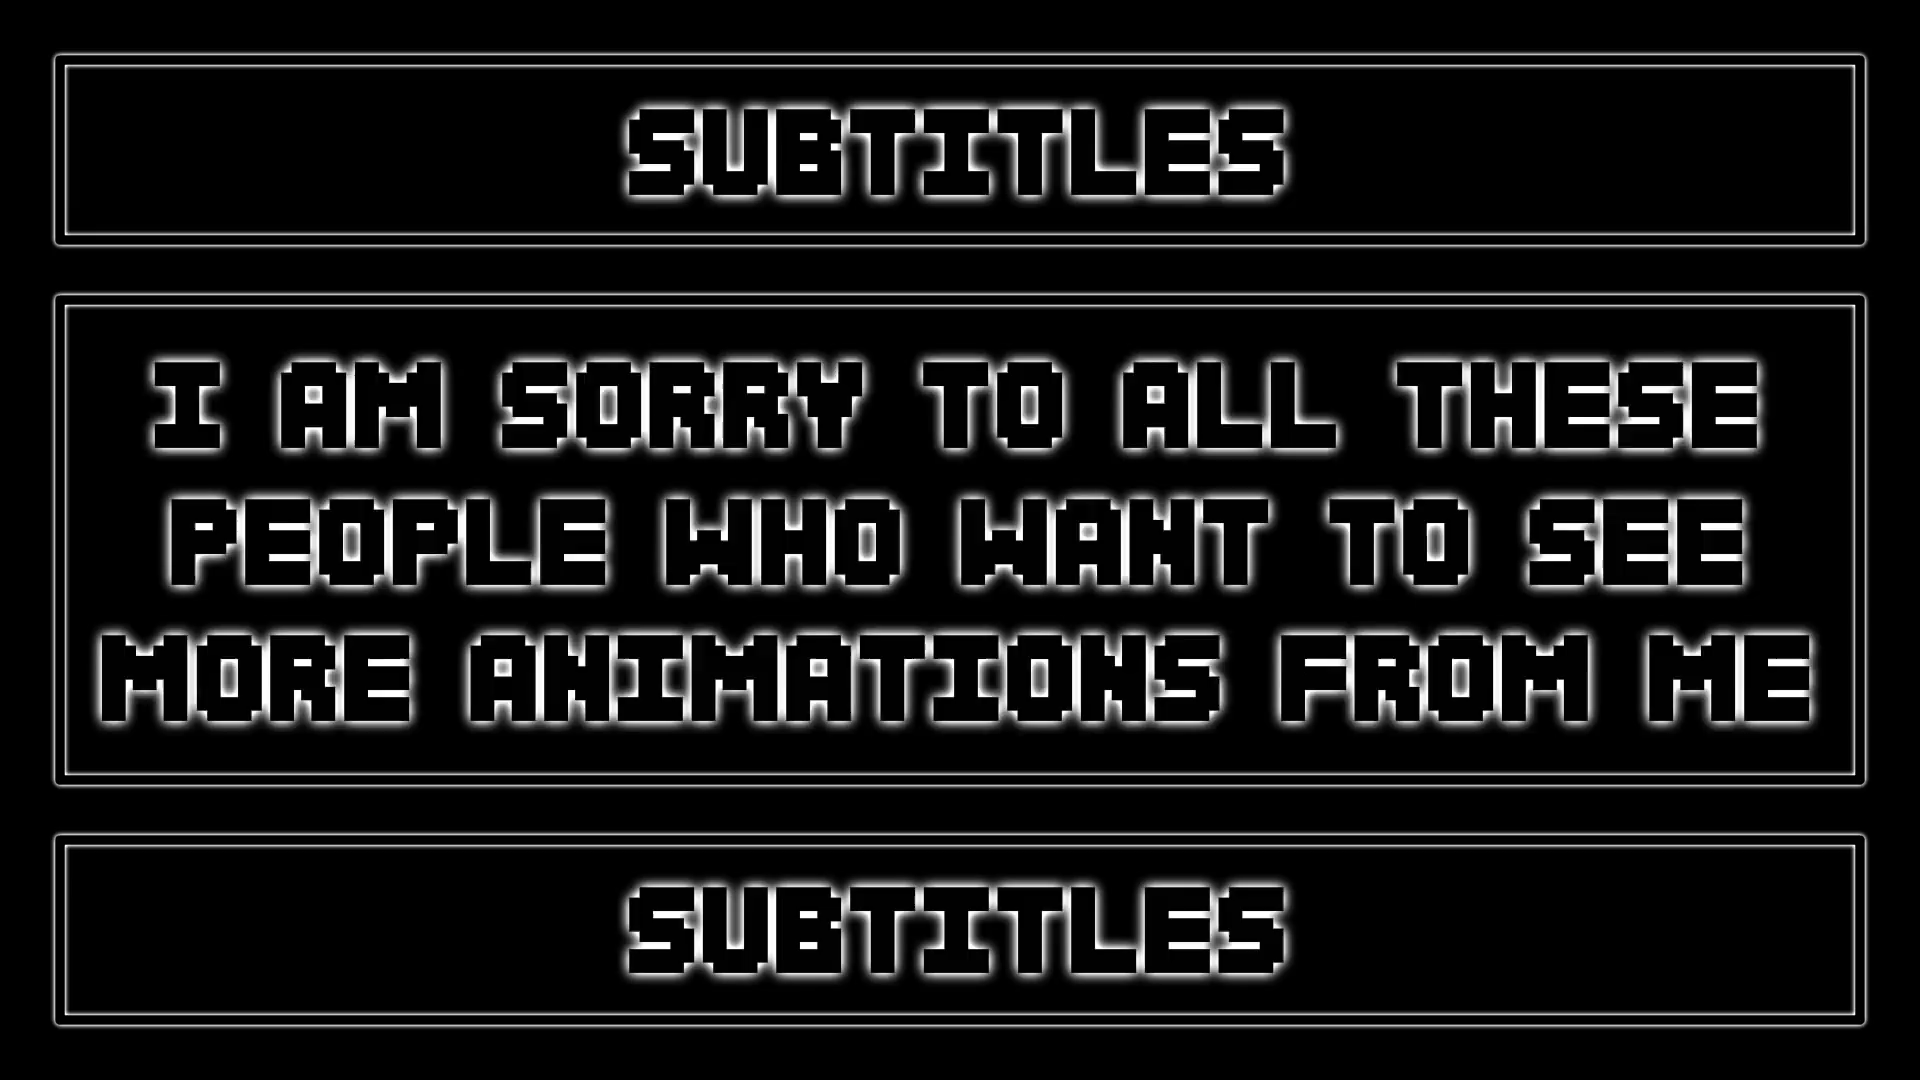 SUBTITLES
I AM SORRY TO ALL THESE
PEOPLE WHO WANT TO SEE
MORE ANIMATIONS FROM ME
SUBTITLES